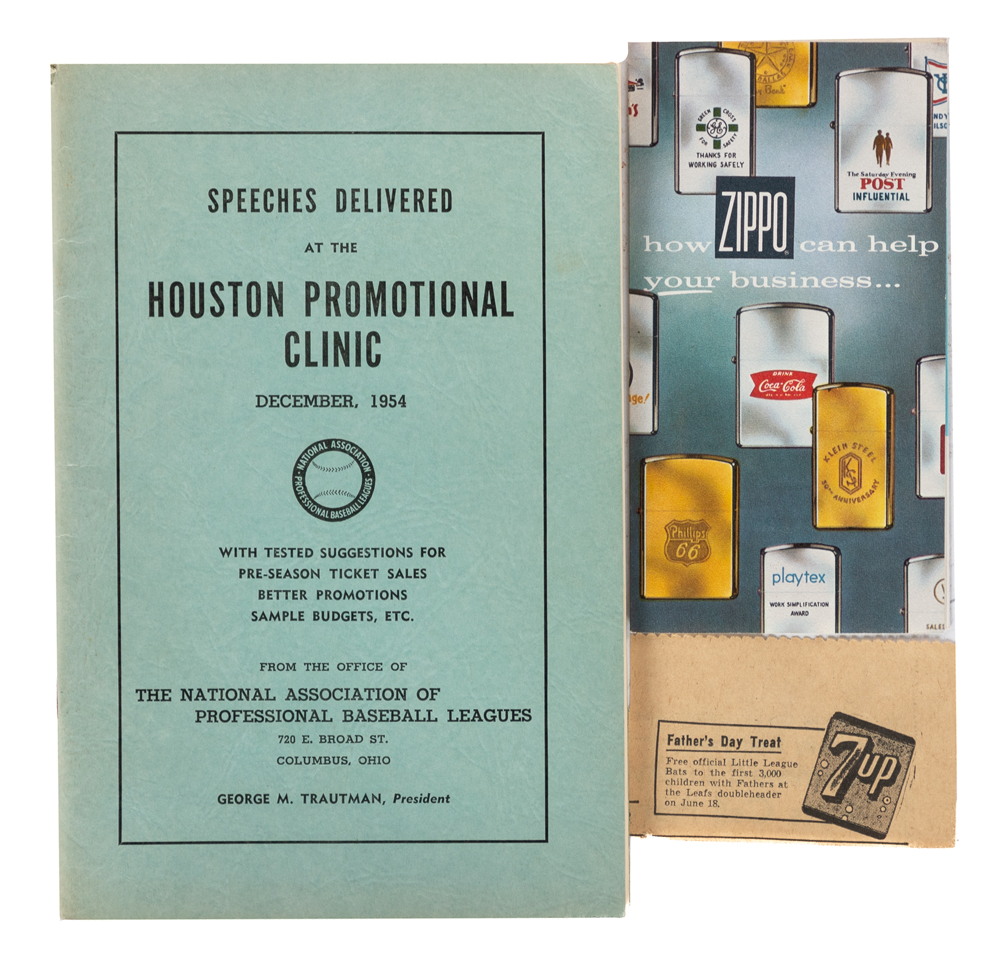 SPEECHES DELIVERED
AT THE
HOUSTON PROMOTIONAL
CLINIC
DECEMBER, 1954
NATIONAL ASSOCIATION
PROFESSIONAL BASEBALL LEAGUES
WITH TESTED SUGGESTIONS FOR
PRE-SEASON TICKET SALES
BETTER PROMOTIONS
SAMPLE BUDGETS, ETC.
FROM THE OFFICE OF
THE NATIONAL ASSOCIATION OF
PROFESSIONAL BASEBALL LEAGUES
720 E. BROAD ST.
COLUMBUS, OHIO
GEORGE M. TRAUTMAN, President
GREEN CROSS
FOR SAFETY
GE
THANKS FOR
WORKING SAFELY
The Saturday Evening
POST
INFLUENTIAL
how ZIPPO can help
your business...
DRINK
Coca-Cola
KLEIN STEEL
50TH ANNIVERSARY
Phillips
66
playtex
WORK SIMPLIFICATION
AWARD
SALES
Father's Day Treat
Free official Little League
Bats to the first 3,000
children with Fathers at
the Leafs doubleheader
on June 18.
7up